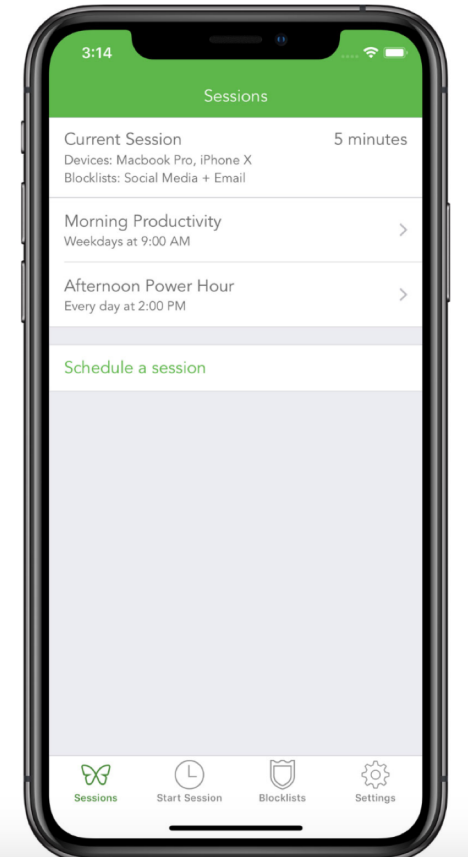 3:14
Sessions
Current Session 5 minutes
Devices: Macbook Pro, iPhone X
Blocklists: Social Media + Email
Morning Productivity
Weekdays at 9:00 AM
Afternoon Power Hour
Every day at 2:00 PM
Schedule a session
Sessions Start Session Blocklists Settings